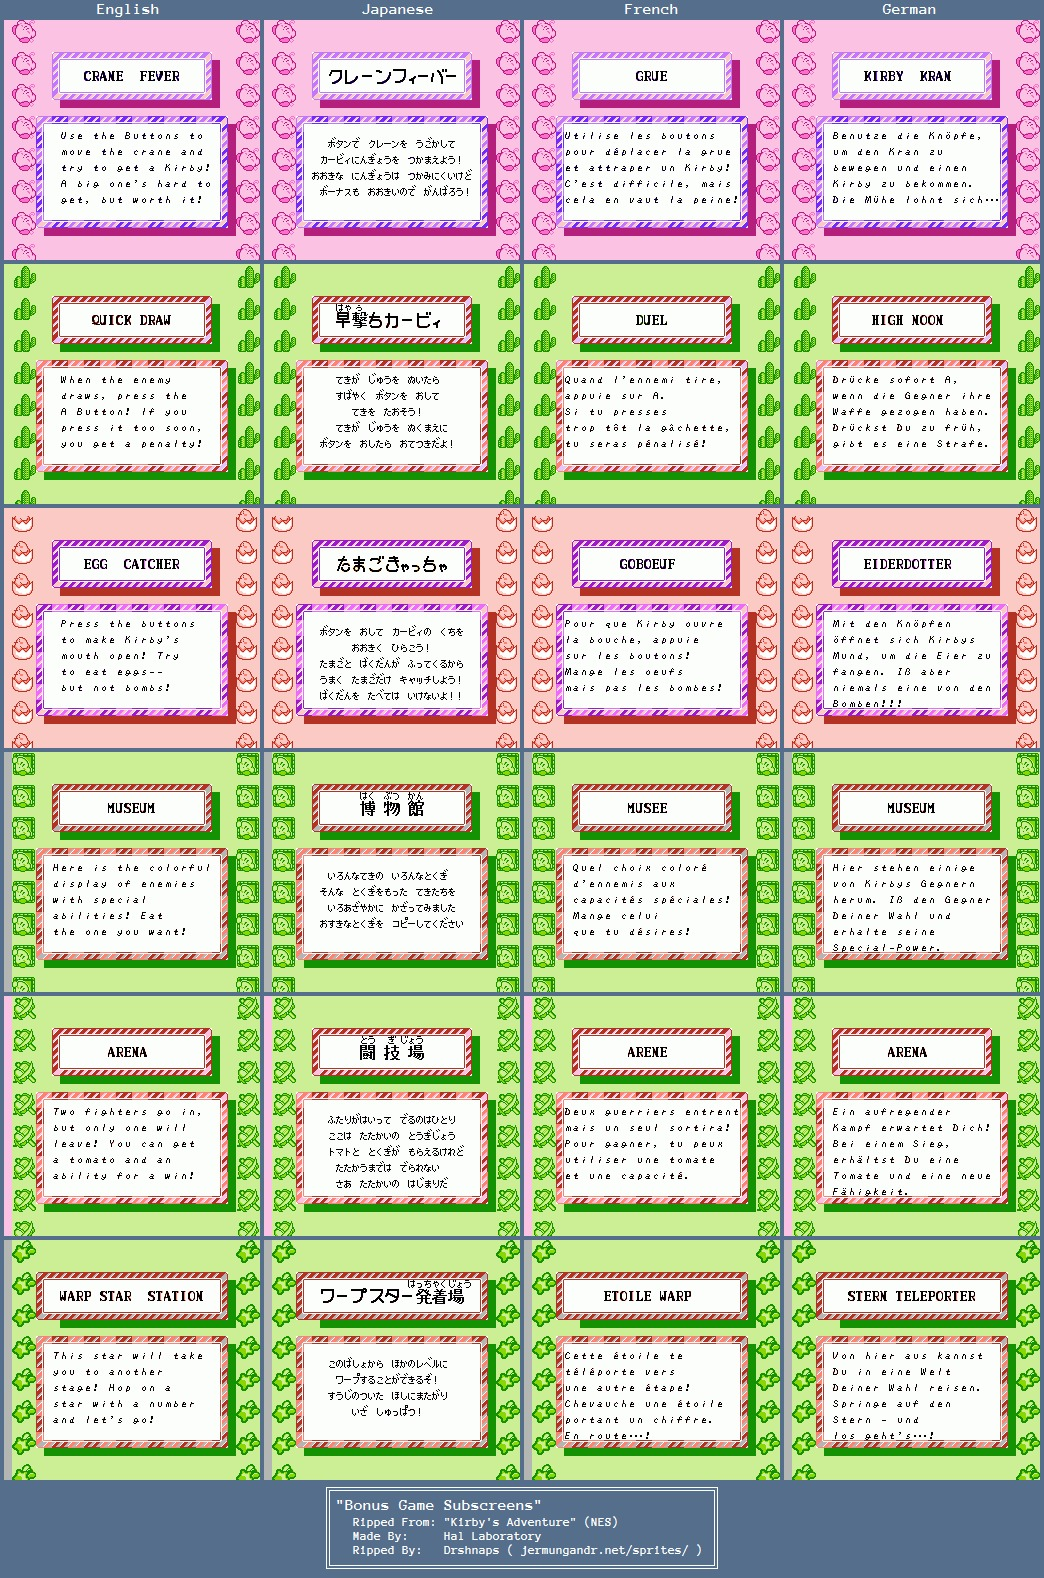 English
Japanese
French
German
CRANE FEVER
Use the Buttons to
move the crane and
try to get a Kirby!
A big one's hard to
get, but worth it!
クレーンフィーバー
ボタンで クレーンを うごかして
カービィにんぎょうを つかまえよう!
おおきな にんぎょうは つかみにくいけど
ボーナスも おおきいので がんばろう!
GRUE
Utilise les boutons
pour déplacer la grue
et attraper un Kirby!
C'est difficile, mais
cela en vaut la peine!
KIRBY KRAN
Benutze die Knöpfe,
um den Kran zu
bewegen und einen
Kirby zu bekommen.
Die Mühe lohnt sich...
QUICK DRAW
When the enemy
draws, press the
A Button! If you
press it too soon,
you get a penalty!
はや う
早撃ちカービィ
てきが じゅうを ぬいたら
すばやく ボタンを おして
てきを たおそう!
てきが じゅうを ぬくまえに
ボタンを おしたら おてつきだよ!
DUEL
Quand l'ennemi tire,
appuie sur A.
Si tu presses
trop tôt la gâchette,
tu seras pénalisé!
HIGH NOON
Drücke sofort A,
wenn die Gegner ihre
Waffe gezogen haben.
Drückst Du zu früh,
gibt es eine Strafe.
EGG CATCHER
Press the buttons
to make Kirby's
mouth open! Try
to eat eggs--
but not bombs!
たまごきゃっちゃ
ボタンを おして カービィの くちを
おおきく ひらこう!
たまごと ばくだんが ふってくるから
うまく たまごだけ キャッチしよう!
ばくだんを たべては いけないよ!!
GOBOEUF
Pour que Kirby ouvre
la bouche, appuie
sur les boutons!
Mange les oeufs
mais pas les bombes!
EIERDOTTER
Mit den Knöpfen
öffnet sich Kirbys
Mund, um die Eier zu
fangen. Iß aber
niemals eine von den
Bomben!!!
MUSEUM
Here is the colorful
display of enemies
with special
abilities! Eat
the one you want!
はく ぶつ かん
博物館
いろんなてきの いろんなとくぎ
そんな とくぎをもった てきたちを
いろあざやかに かざってみました
おすきなとくぎを コピーしてください
MUSEE
Quel choix coloré
d'ennemis aux
capacités spéciales!
Mange celui
que tu désires!
MUSEUM
Hier stehen einige
von Kirbys Gegnern
herum. Iß den Gegner
Deiner Wahl und
erhalte seine
Special-Power.
ARENA
Two fighters go in,
but only one will
leave! You can get
a tomato and an
ability for a win!
とう ぎ じょう
闘技場
ふたりがはいって でるのはひとり
ここは たたかいの とうぎじょう
トマトと とくぎが もらえるけれど
たたかうまでは でられない
さあ たたかいの はじまりだ
ARENE
Deux guerriers entrent
mais un seul sortira!
Pour gagner, tu peux
utiliser une tomate
et une capacité.
ARENA
Ein aufregender
Kampf erwartet Dich!
Bei einem Sieg,
erhältst Du eine
Tomate und eine neue
Fähigkeit.
WARP STAR STATION
This star will take
you to another
stage! Hop on a
star with a number
and let's go!
はっちゃくじょう
ワープスター発着場
このばしょから ほかのレベルに
ワープすることができるぞ!
すうじのついた ほしにまたがり
いざ しゅっぱつ!
ETOILE WARP
Cette étoile te
téléporte vers
une autre étape!
Chevauche une étoile
portant un chiffre.
En route...!
STERN TELEPORTER
Von hier aus kannst
Du in eine Welt
Deiner Wahl reisen.
Springe auf den
Stern - und
los geht's...!
"Bonus Game Subscreens"
Ripped From: "Kirby's Adventure" (NES)
Made By: Hal Laboratory
Ripped By: Drshnaps ( jermungandr.net/sprites/ )